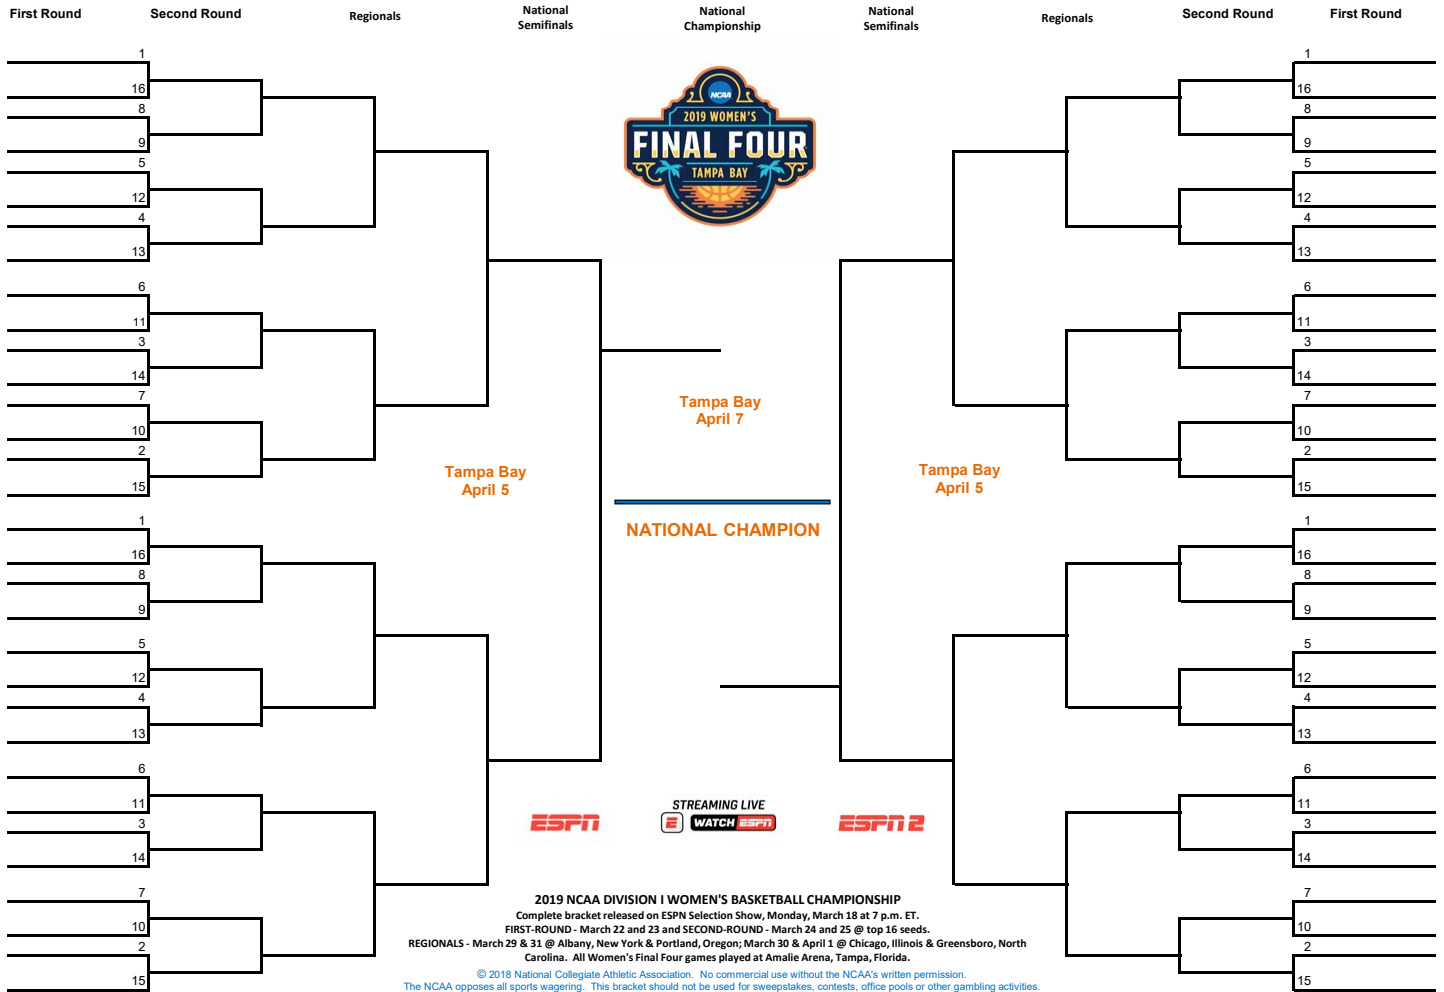 First Round
Second Round
Regionals
National
Semifinals
National
Championship
National
Semifinals
Regionals
Second Round
First Round
1
16
8
9
5
12
4
13
6
11
3
14
7
10
2
15
1
16
8
9
5
12
4
13
6
11
3
14
7
10
2
15
NCAA
2019 WOMEN'S
FINAL FOUR
TAMPA BAY
Tampa Bay
April 7
Tampa Bay
April 5
Tampa Bay
April 5
NATIONAL CHAMPION
1
16
8
9
5
12
4
13
6
11
3
14
7
10
2
15
1
16
8
9
5
12
4
13
6
11
3
14
7
10
2
15
ESPN
STREAMING LIVE
E WATCH ESPN
ESPN 2
2019 NCAA DIVISION I WOMEN'S BASKETBALL CHAMPIONSHIP
Complete bracket released on ESPN Selection Show, Monday, March 18 at 7 p.m. ET.
FIRST-ROUND - March 22 and 23 and SECOND-ROUND - March 24 and 25 @ top 16 seeds.
REGIONALS - March 29 & 31 @ Albany, New York & Portland, Oregon; March 30 & April 1 @ Chicago, Illinois & Greensboro, North
Carolina. All Women's Final Four games played at Amalie Arena, Tampa, Florida.
© 2018 National Collegiate Athletic Association. No commercial use without the NCAA's written permission.
The NCAA opposes all sports wagering. This bracket should not be used for sweepstakes, contests, office pools or other gambling activities.